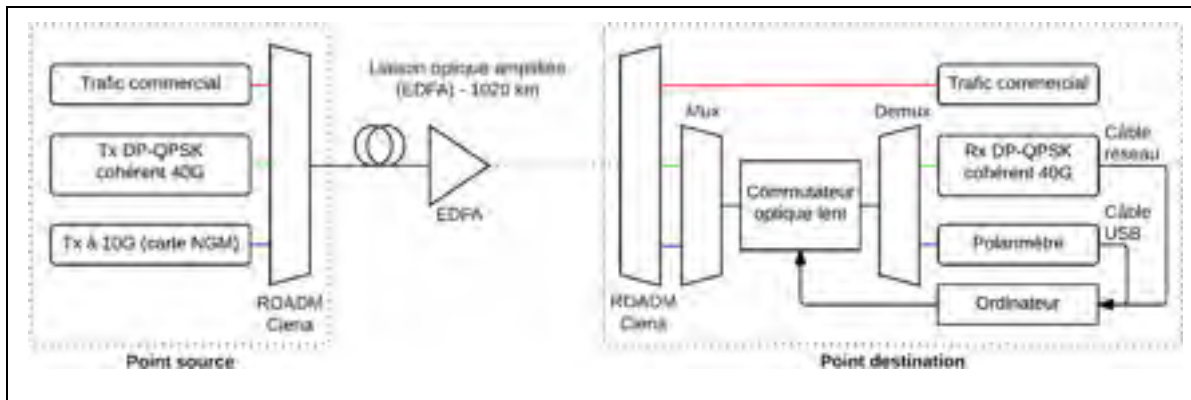 Trafic commercial
Tx DP-QPSK
cohérent 40G
Tx à 10G (carte NGM)
ROADM
Ciena
Point source
Liaison optique amplifiée
(EDFA) - 1020 km
EDFA
ROADM
Ciena
Mux
Commutateur
optique lent
Demux
Trafic commercial
Rx DP-QPSK
cohérent 40G
Câble
réseau
Polarimètre
Câble
USB
Ordinateur
Point destination